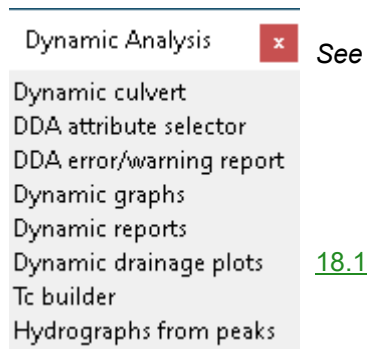 Dynamic Analysis x
See
Dynamic culvert
DDA attribute selector
DDA error/warning report
Dynamic graphs
Dynamic reports
Dynamic drainage plots 18.1
Tc builder
Hydrographs from peaks